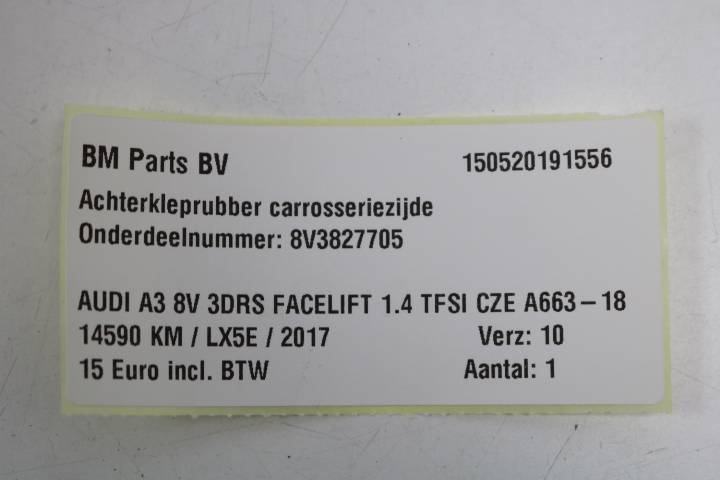 BM Parts BV 150520191556
Achterkleprubber carrosseriezijde
Onderdeelnummer: 8V3827705
AUDI A3 8V 3DRS FACELIFT 1.4 TFSI CZE A663-18
14590 KM / LX5E / 2017 Verz: 10
15 Euro incl. BTW Aantal: 1